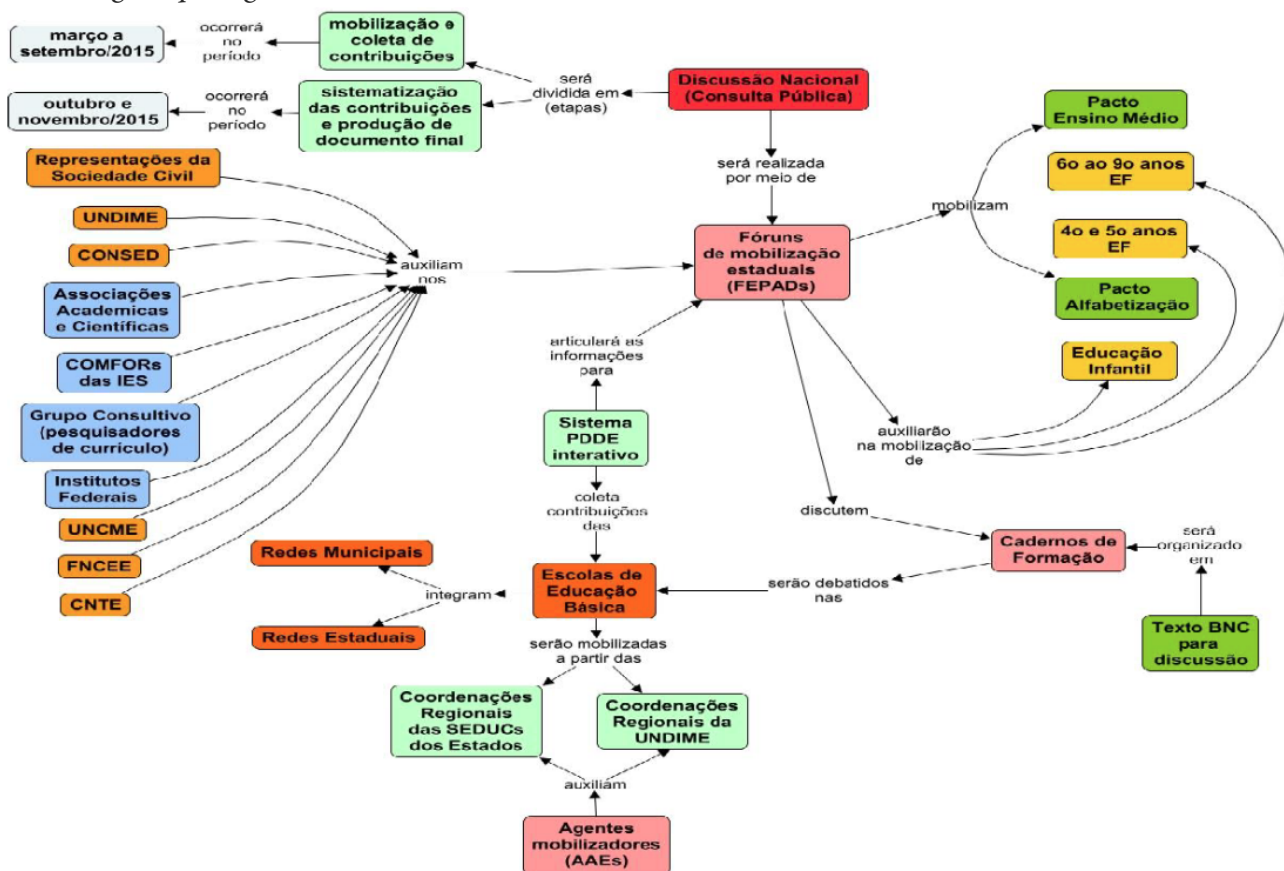 março a
setembro/2015
ocorrerá
no
período
mobilização e
coleta de
contribuições
outubro e
novembro/2015
ocorrerá
no
período
sistematização
das contribuições
e produção de
documento final
será
dividida em
(etapas)
Discussão Nacional
(Consulta Pública)
será realizada
por meio de
Representações da
Sociedade Civil
UNDIME
CONSED
Associações
Academicas
e Científicas
COMFORs
das IES
Grupo Consultivo
(pesquisadores
de currículo)
Institutos
Federais
UNCME
FNCEE
CNTE
auxiliam
nos
Fóruns
de mobilização
estaduais
(FEPADs)
mobilizam
Pacto
Ensino Médio
6o ao 9o anos
EF
4o e 5o anos
EF
Pacto
Alfabetização
Educação
Infantil
auxiliarão
na mobilização
de
articulará as
informações
para
Sistema
PDDE
interativo
coleta
contribuições
das
discutem
Cadernos de
Formação
será
organizado
em
Texto BNC
para
discussão
serão debatidos
nas
Escolas de
Educação
Básica
integram
Redes Municipais
Redes Estaduais
serão mobilizadas
a partir das
Coordenações
Regionais
das SEDUCs
dos Estados
Coordenações
Regionais da
UNDIME
auxiliam
Agentes
mobilizadores
(AAEs)